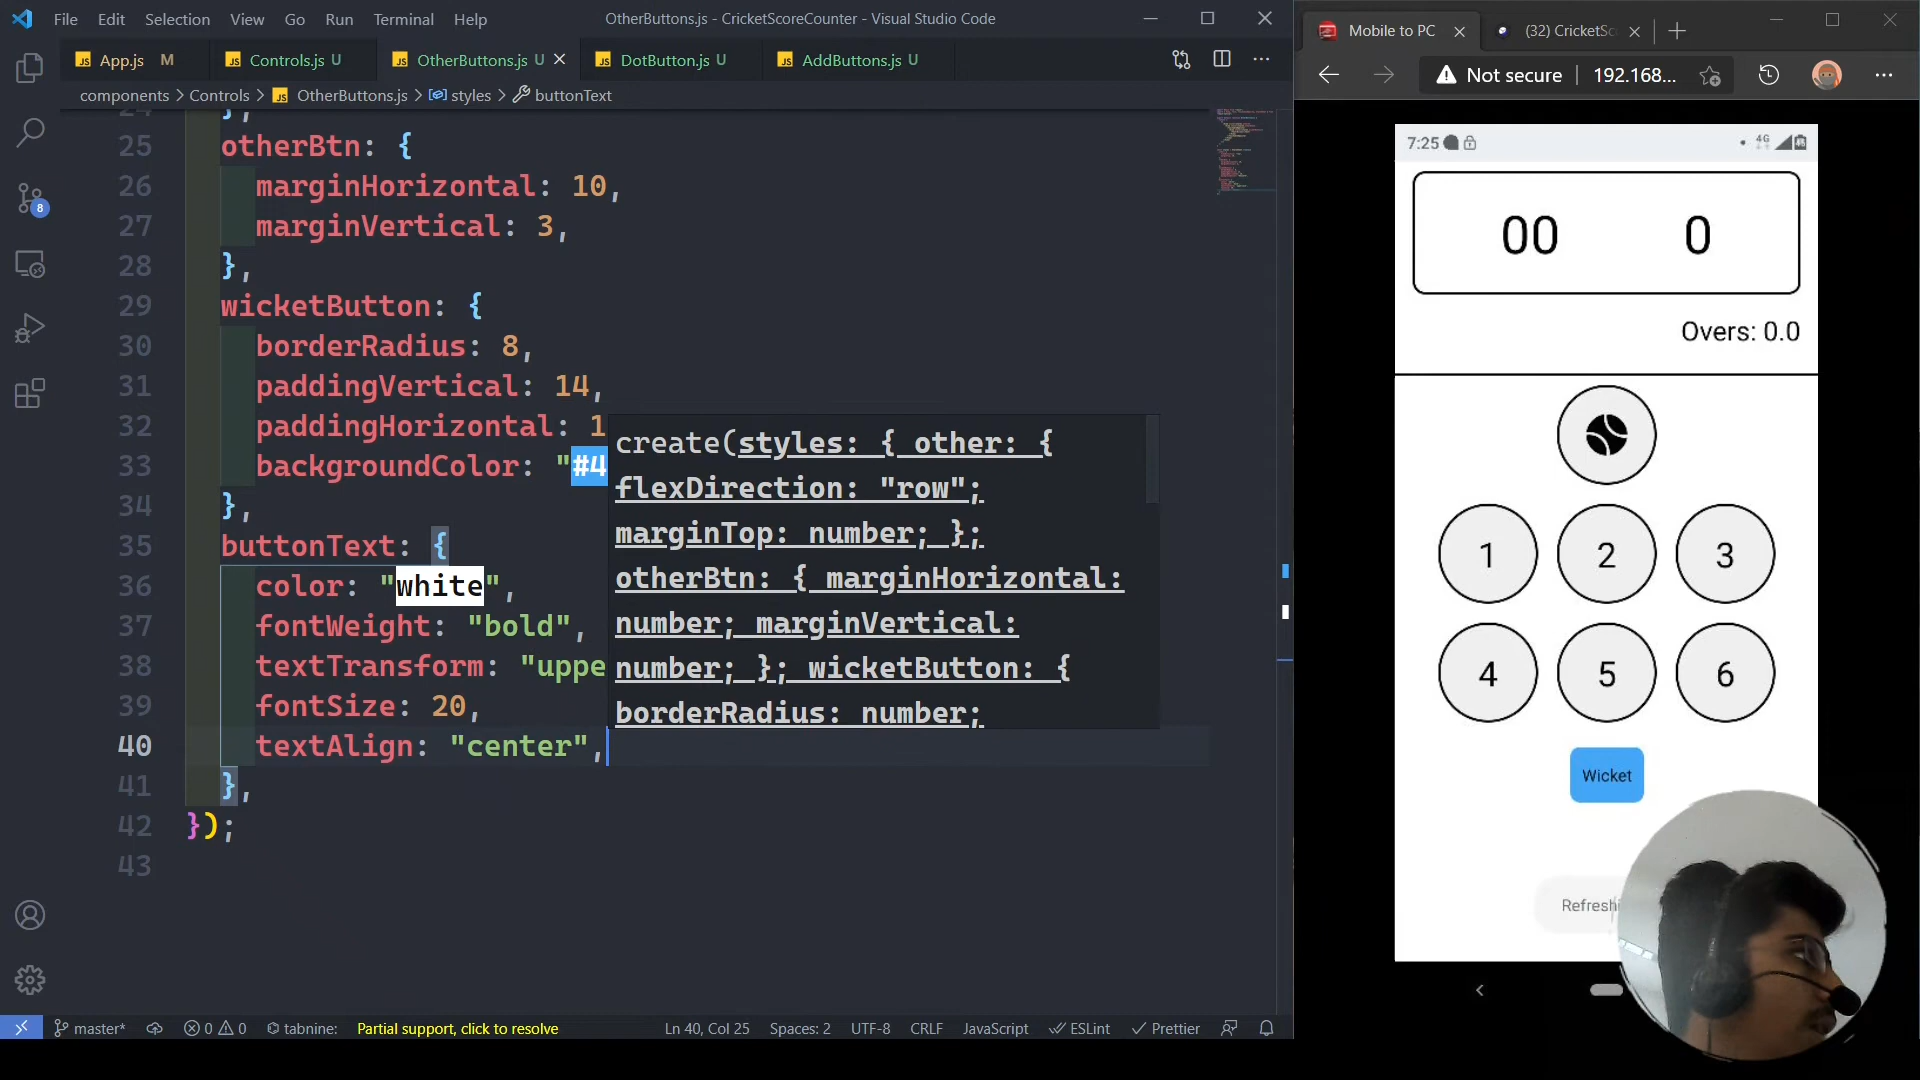 File Edit Selection View Go Run Terminal Help
OtherButtons.js - CricketScoreCounter - Visual Studio Code
App.js M
Controls.js U
OtherButtons.js U
DotButton.js U
AddButtons.js U
components > Controls > OtherButtons.js > styles > buttonText
25 otherBtn: {
26 marginHorizontal: 10,
27 marginVertical: 3,
28 },
29 wicketButton: {
30 borderRadius: 8,
31 paddingVertical: 14,
32 paddingHorizontal: 1
33 backgroundColor: "#4
34 },
35 buttonText: {
36 color: "white",
37 fontWeight: "bold",
38 textTransform: "uppe
39 fontSize: 20,
40 textAlign: "center",
41 },
42 });
43
create(styles: { other: {
flexDirection: "row";
marginTop: number; };
otherBtn: { marginHorizontal:
number; marginVertical:
number; }; wicketButton: {
borderRadius: number;
8
master* 0 0 tabnine: Partial support, click to resolve
Ln 40, Col 25 Spaces: 2 UTF-8 CRLF JavaScript ESLint Prettier
Mobile to PC
(32) CricketSc
Not secure | 192.168...
7:25
4G
00 0
Overs: 0.0
1 2 3
4 5 6
Wicket
Refreshi